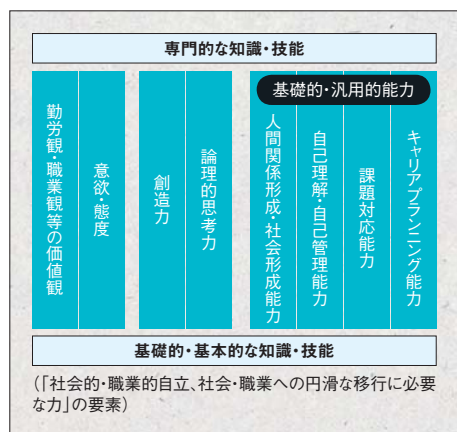 専門的な知識・技能
基礎的・汎用的能力
勤労観・職業観等の価値観
意欲・態度
創造力
論理的思考力
人間関係形成・社会形成能力
自己理解・自己管理能力
課題対応能力
キャリアプランニング能力
基礎的・基本的な知識・技能
(「社会的・職業的自立、社会・職業への円滑な移行に必要
な力」の要素)